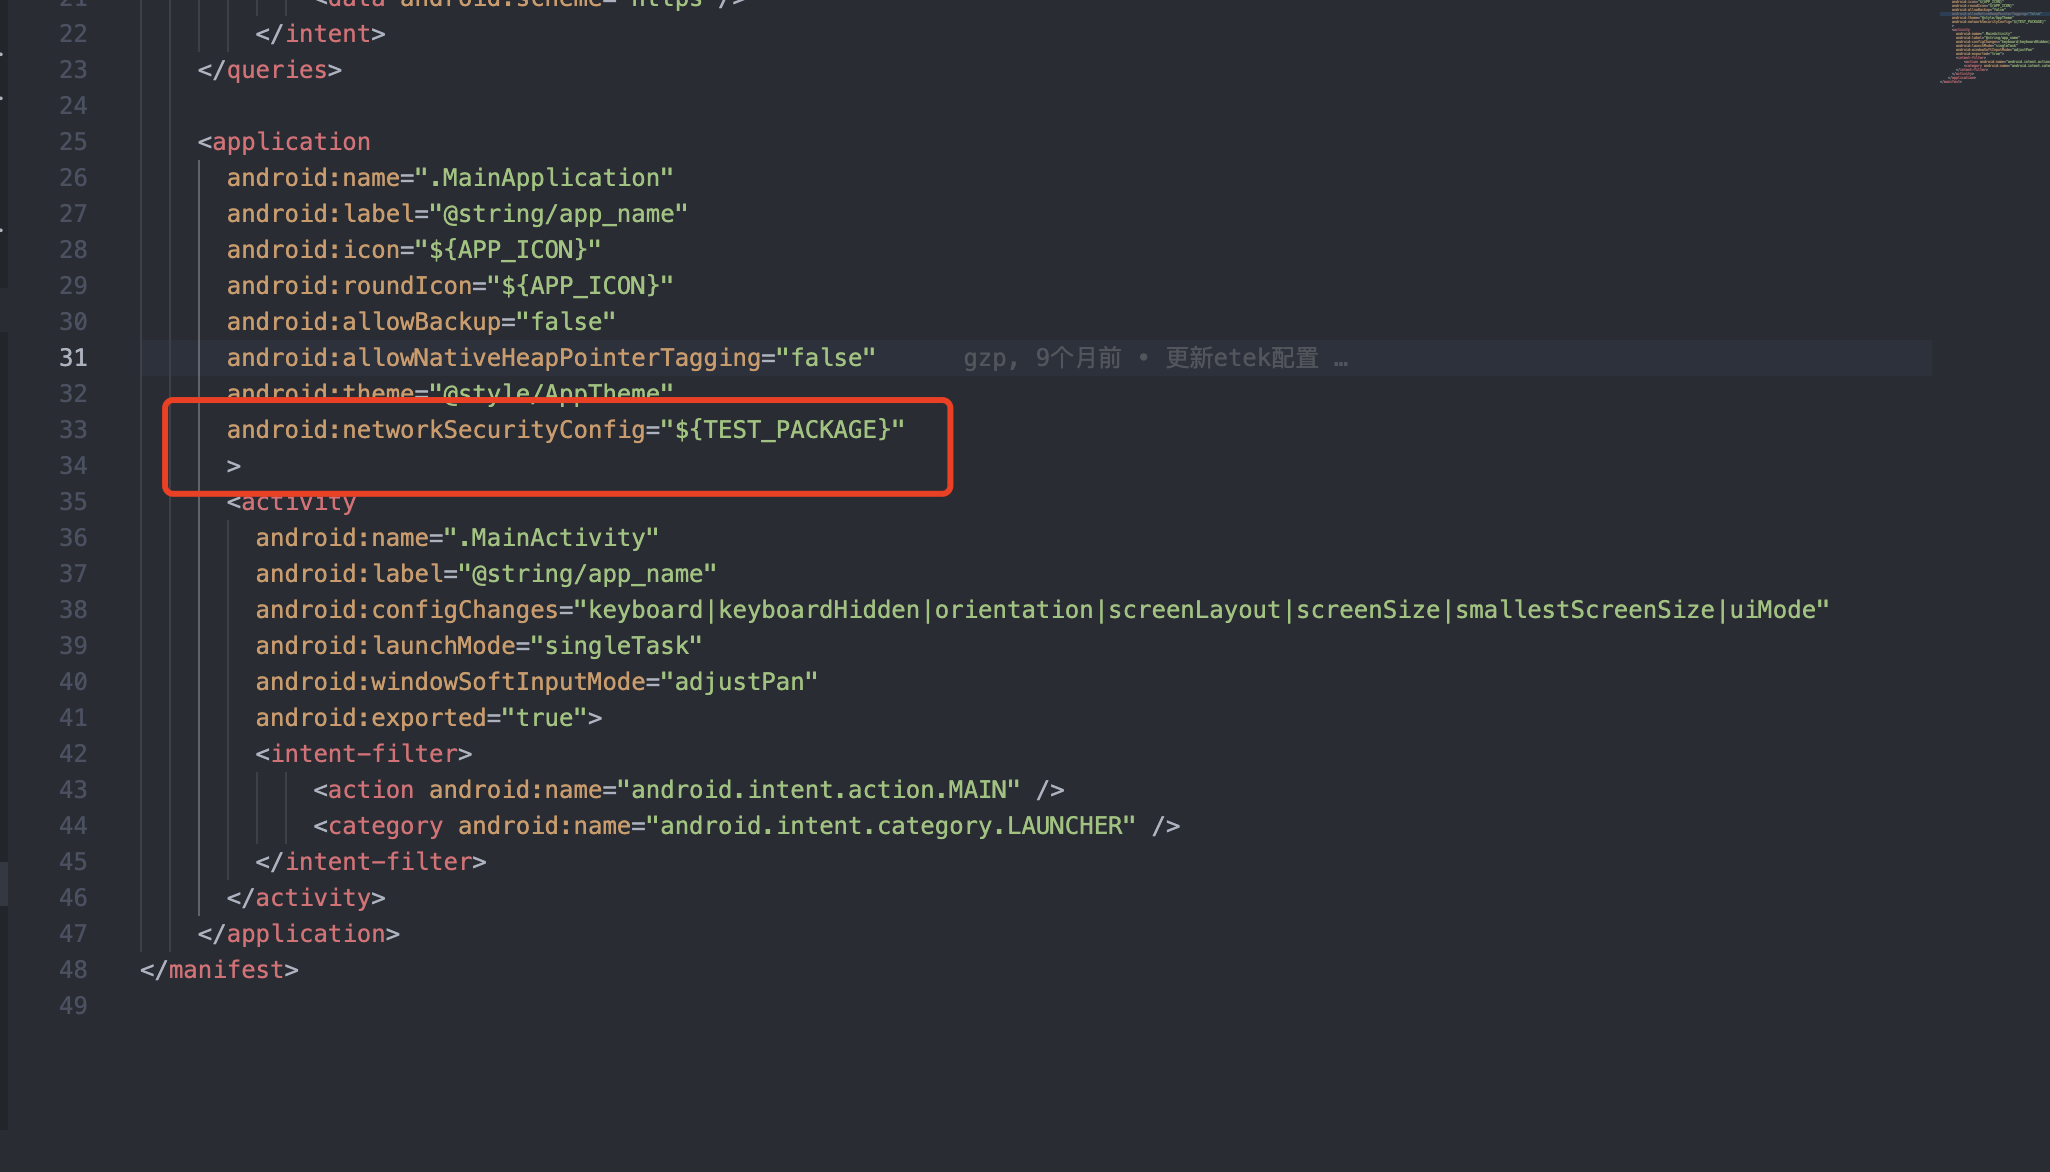 21 <data android:scheme="https"/>
22 </intent>
23 </queries>
24
25 <application
26 android:name=".MainApplication"
27 android:label="@string/app_name"
28 android:icon="${APP_ICON}"
29 android:roundIcon="${APP_ICON}"
30 android:allowBackup="false"
31 android:allowNativeHeapPointerTagging="false" gzp, 9个月前 • 更新etek配置 …
32 android:theme="@style/AppTheme"
33 android:networkSecurityConfig="${TEST_PACKAGE}"
34 >
35 <activity
36 android:name=".MainActivity"
37 android:label="@string/app_name"
38 android:configChanges="keyboard|keyboardHidden|orientation|screenLayout|screenSize|smallestScreenSize|uiMode"
39 android:launchMode="singleTask"
40 android:windowSoftInputMode="adjustPan"
41 android:exported="true">
42 <intent-filter>
43 <action android:name="android.intent.action.MAIN" />
44 <category android:name="android.intent.category.LAUNCHER" />
45 </intent-filter>
46 </activity>
47 </application>
48 </manifest>
49